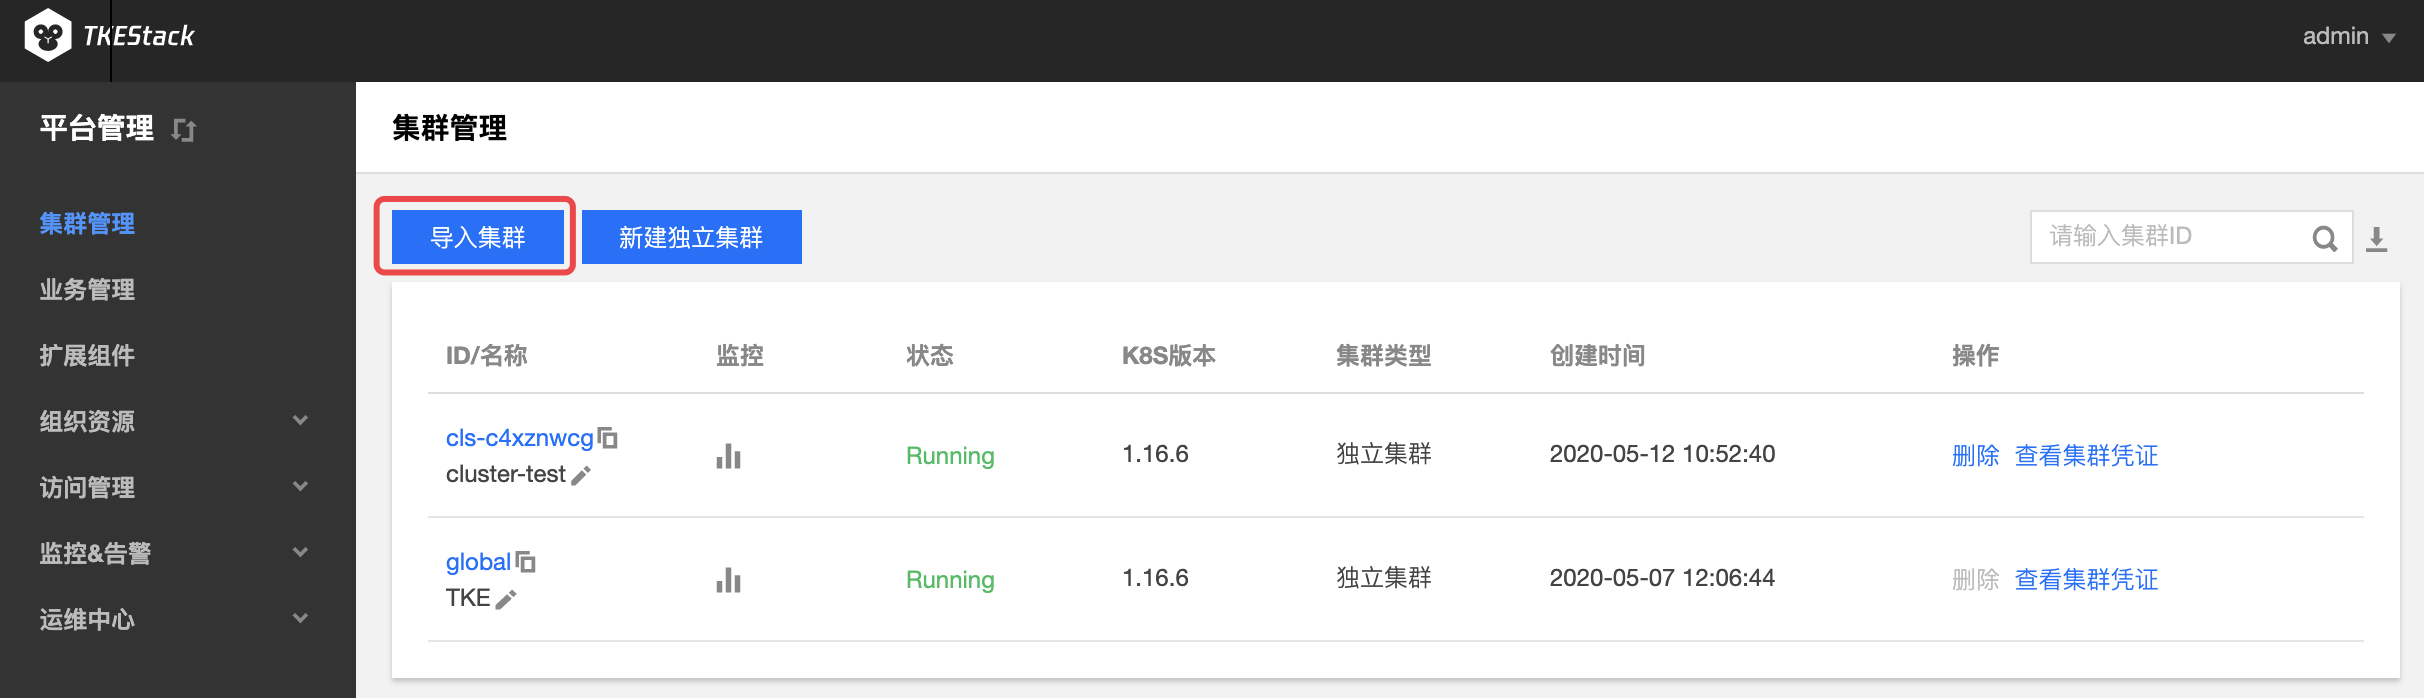 TKEStack
admin
平台管理
集群管理
业务管理
扩展组件
组织资源
访问管理
监控&告警
运维中心
集群管理
导入集群 新建独立集群 请输入集群ID
ID/名称 监控 状态 K8S版本 集群类型 创建时间 操作
cls-c4xznwcg
cluster-test
Running 1.16.6 独立集群 2020-05-12 10:52:40 删除 查看集群凭证
global
TKE
Running 1.16.6 独立集群 2020-05-07 12:06:44 删除 查看集群凭证